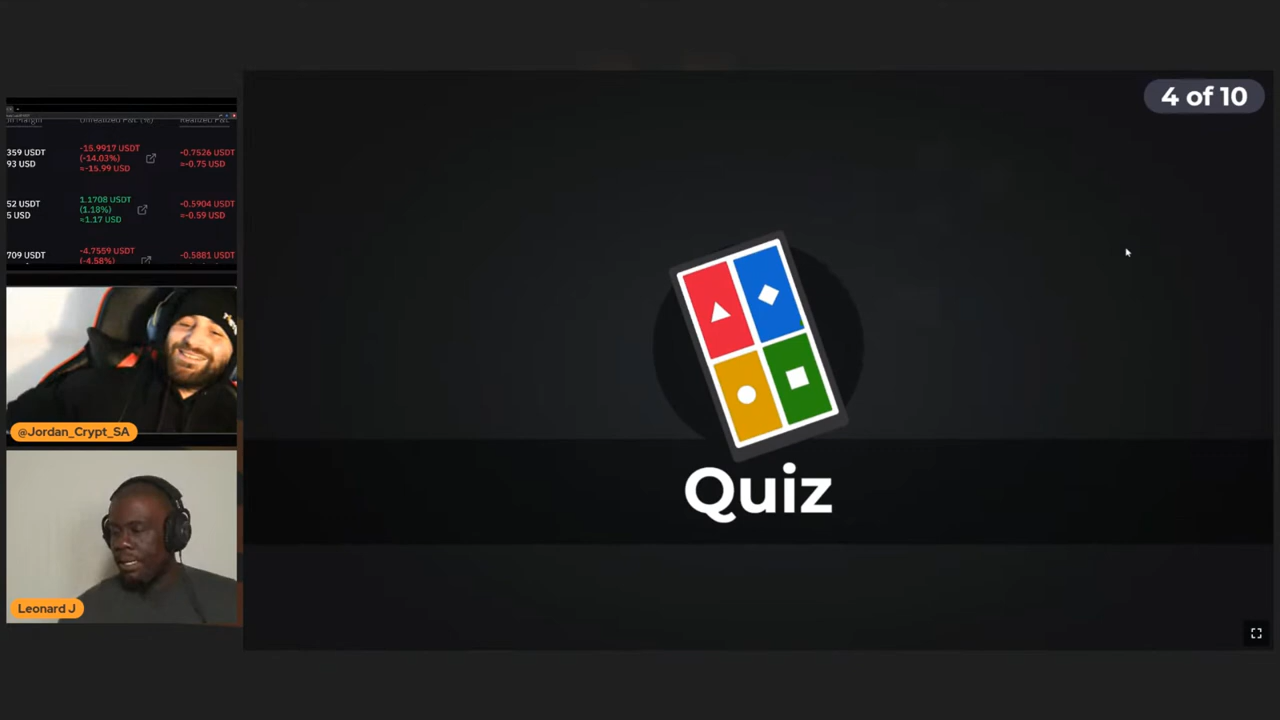 4 of 10
Unrealized P&L (%)
Realized P&L
359 USDT
93 USD
-15.9917 USDT
(-14.03%)
≈-15.99 USD
-0.7526 USDT
≈-0.75 USD
52 USDT
5 USD
1.1708 USDT
(1.18%)
≈1.17 USD
-0.5904 USDT
≈-0.59 USD
709 USDT
-4.7559 USDT
(-4.58%)
-0.5881 USDT
@Jordan_Crypt_SA
Leonard J
Quiz